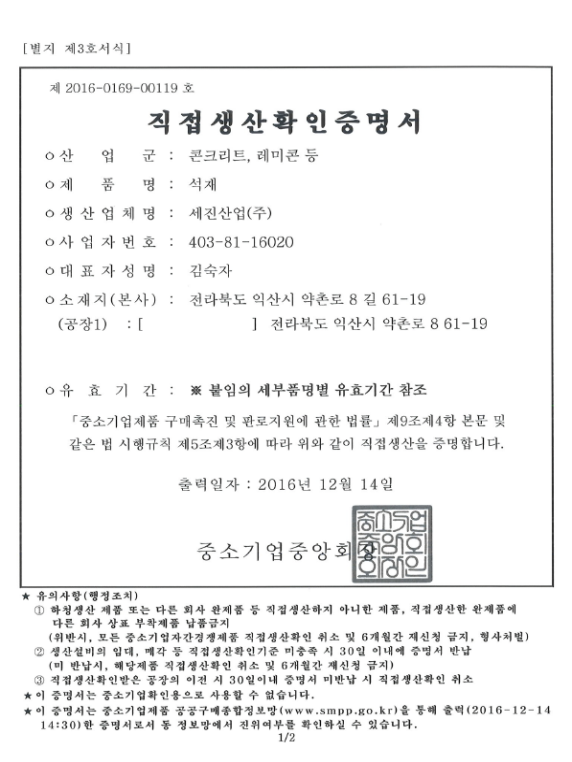 [별지 제3호서식]
제 2016-0169-00119 호
직접생산확인증명서
ㅇ산 업 군 : 콘크리트, 레미콘 등
ㅇ제 품 명 : 석재
ㅇ생산업체명 : 세진산업(주)
ㅇ사업자번호 : 403-81-16020
ㅇ대표자성명 : 김숙자
ㅇ소재지(본사) : 전라북도 익산시 약촌로 8 길 61-19
(공장1) : [ ] 전라북도 익산시 약촌로 8 61-19
ㅇ유 효 기 간 : ※ 붙임의 세부품명별 유효기간 참조
「중소기업제품 구매촉진 및 판로지원에 관한 법률」제9조제4항 본문 및
같은 법 시행규칙 제5조제3항에 따라 위와 같이 직접생산을 증명합니다.
출력일자 : 2016년 12월 14일
중소기업중앙회장
중소기업
중앙회
회장인
★ 유의사항(행정조치)
① 하청생산 제품 또는 다른 회사 완제품 등 직접생산하지 아니한 제품, 직접생산한 완제품에
다른 회사 상표 부착제품 납품금지
(위반시, 모든 중소기업자간경쟁제품 직접생산확인 취소 및 6개월간 재신청 금지, 형사처벌)
② 생산설비의 임대, 매각 등 직접생산확인기준 미충족 시 30일 이내에 증명서 반납
(미 반납시, 해당제품 직접생산확인 취소 및 6개월간 재신청 금지)
③ 직접생산확인받은 공장의 이전 시 30일이내 증명서 미반납 시 직접생산확인 취소
★이 증명서는 중소기업확인용으로 사용할 수 없습니다.
★이 증명서는 중소기업제품 공공구매종합정보망(www.smpp.go.kr)을 통해 출력(2016-12-14
14:30)한 증명서로서 동 정보망에서 진위여부를 확인하실 수 있습니다.
1/2